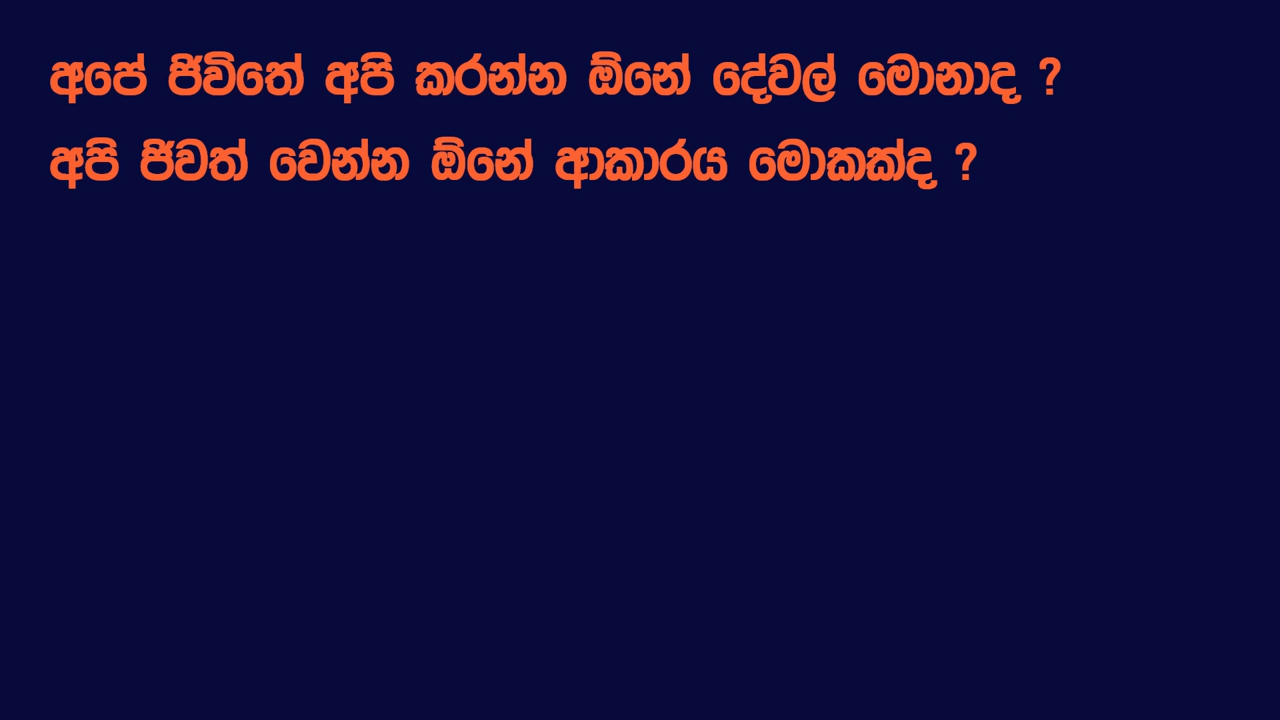 අපේ ජිවිතේ අපි කරන්න ඕනේ දේවල් මොනාද ?
අපි ජිවත් වෙන්න ඕනේ ආකාරය මොකක්ද ?